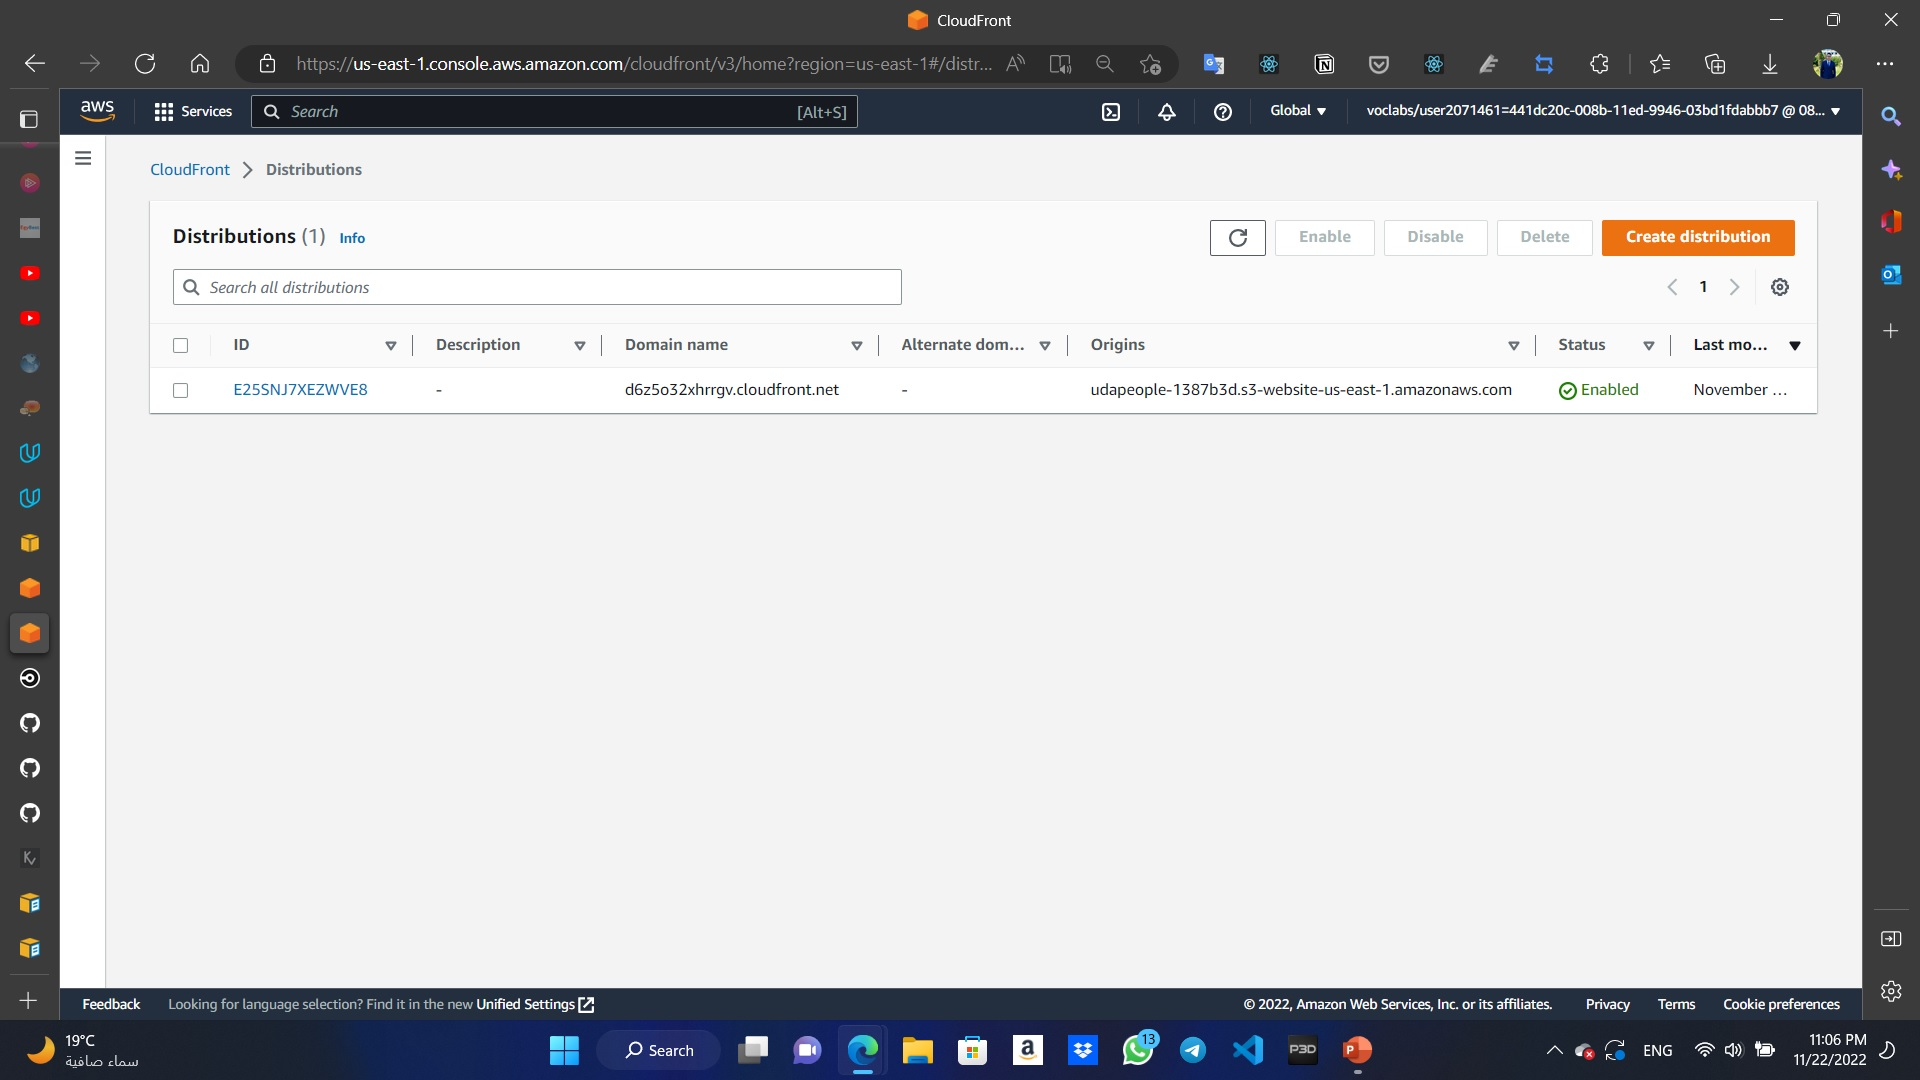 CloudFront
https://us-east-1.console.aws.amazon.com/cloudfront/v3/home?region=us-east-1#/distr...
aws
Services
Search
[Alt+S]
Global
voclabs/user2071461=441dc20c-008b-11ed-9946-03bd1fdabbb7 @ 08...
CloudFront
Distributions
Distributions (1)
Info
Enable
Disable
Delete
Create distribution
Search all distributions
1
ID
Description
Domain name
Alternate dom...
Origins
Status
Last mo...
E25SNJ7XEZWVE8
-
d6z5o32xhrrgv.cloudfront.net
-
udapeople-1387b3d.s3-website-us-east-1.amazonaws.com
Enabled
November ...
Feedback
Looking for language selection? Find it in the new Unified Settings
© 2022, Amazon Web Services, Inc. or its affiliates.
Privacy
Terms
Cookie preferences
19°C
سماء صافية
Search
13
P3D
ENG
11:06 PM
11/22/2022